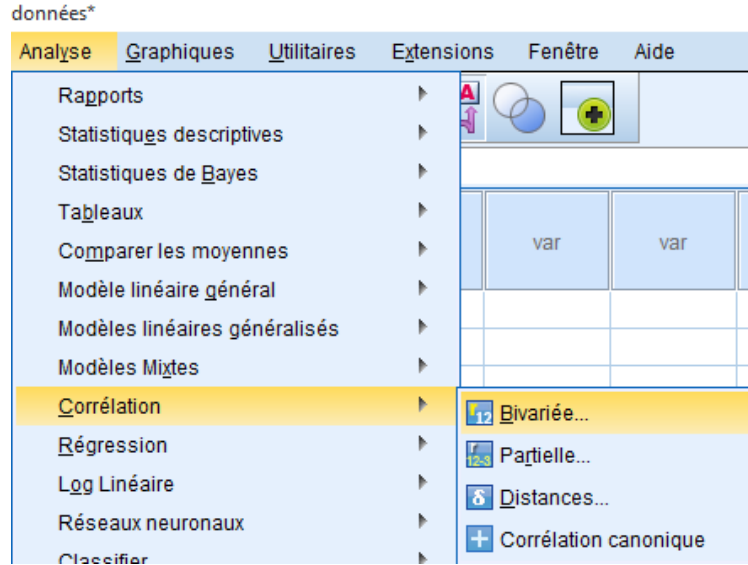 données*
Analyse Graphiques Utilitaires Extensions Fenêtre Aide
Rapports
Statistiques descriptives
Statistiques de Bayes
Tableaux
Comparer les moyennes
var var
Modèle linéaire général
Modèles linéaires généralisés
Modèles Mixtes
Corrélation
Régression
Log Linéaire
Réseaux neuronaux
Classifier
Bivariée...
Partielle...
Distances...
Corrélation canonique